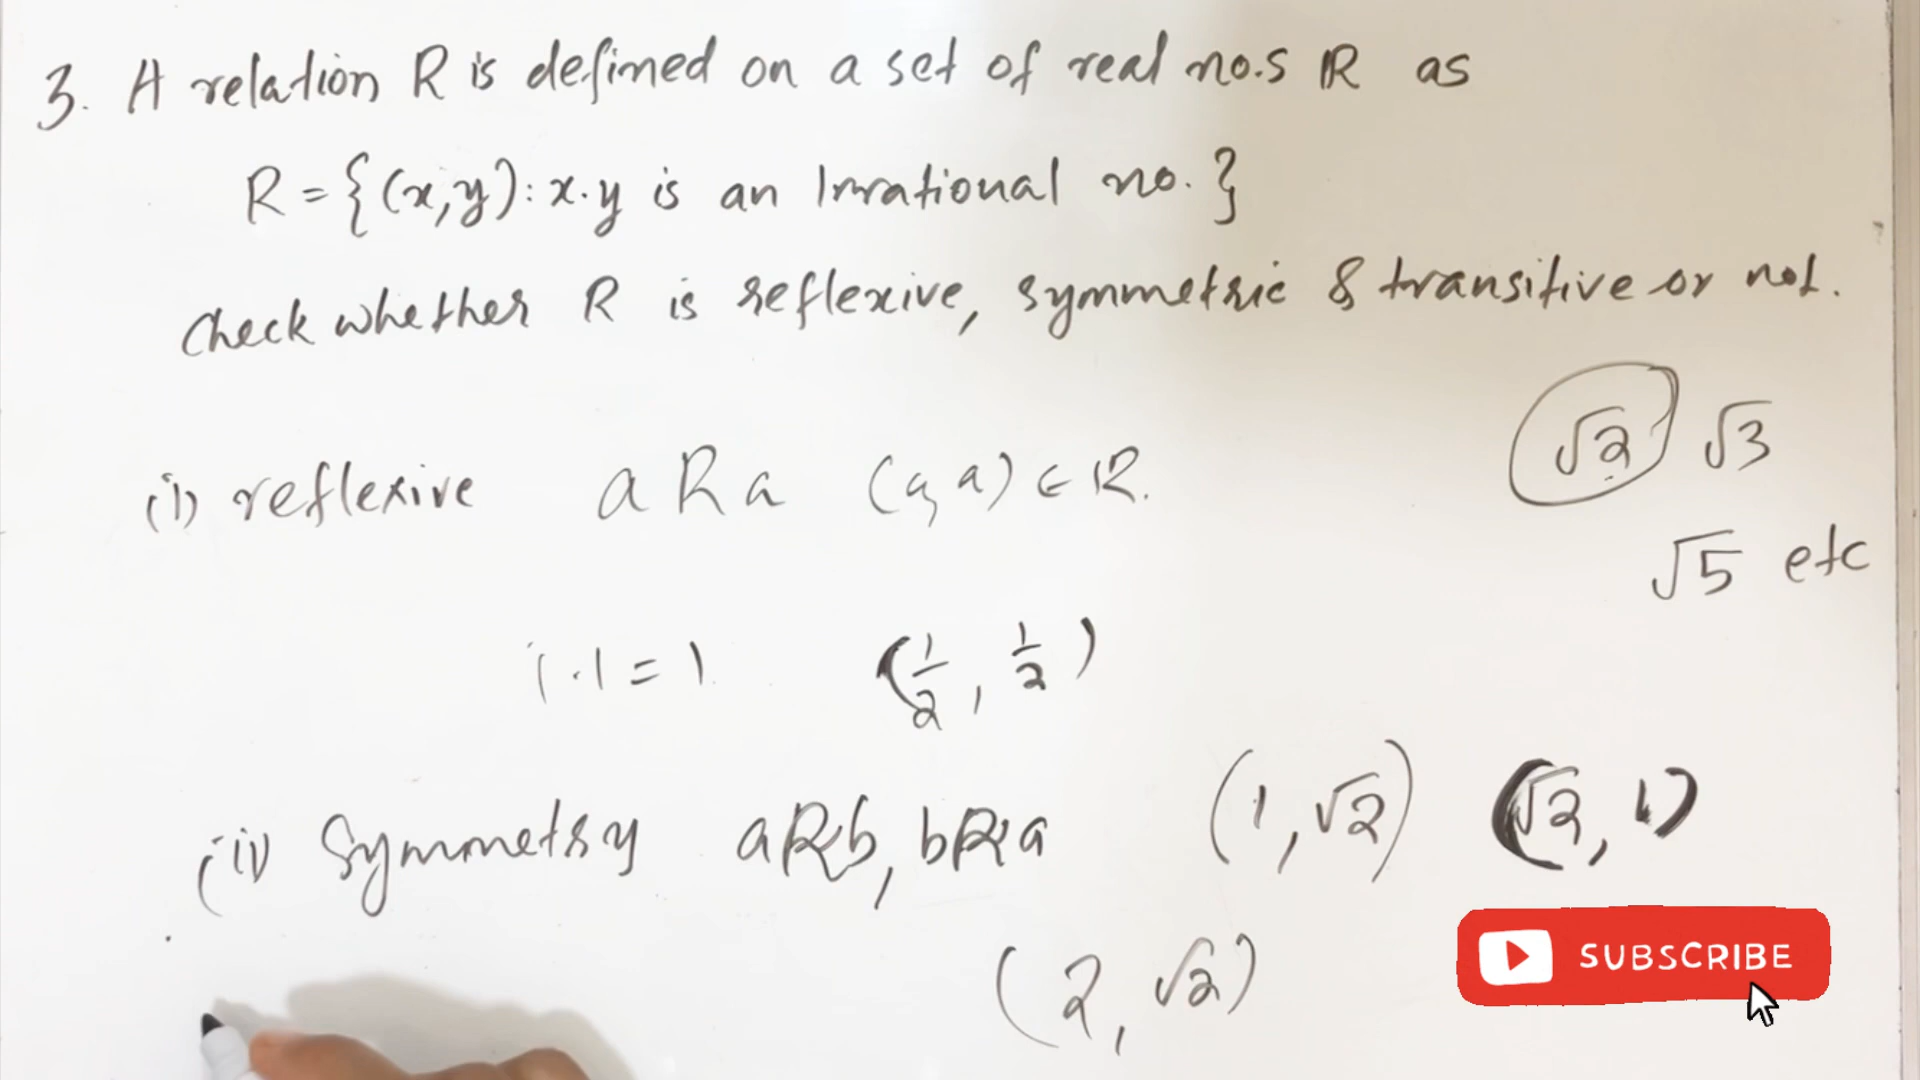 3. A relation R is defined on a set of real no.s ℝ as
R = {(x,y): x.y is an Irrational no.}
Check whether R is reflexive, symmetric & transitive or not.
√2 √3
(i) reflexive a R a (a, a) ∈ R.
√5 etc
1.1 = 1 (1/2, 1/2)
(ii) Symmetry aRb, bRa (1, √2) (√2, 1)
SUBSCRIBE
(2, √2)